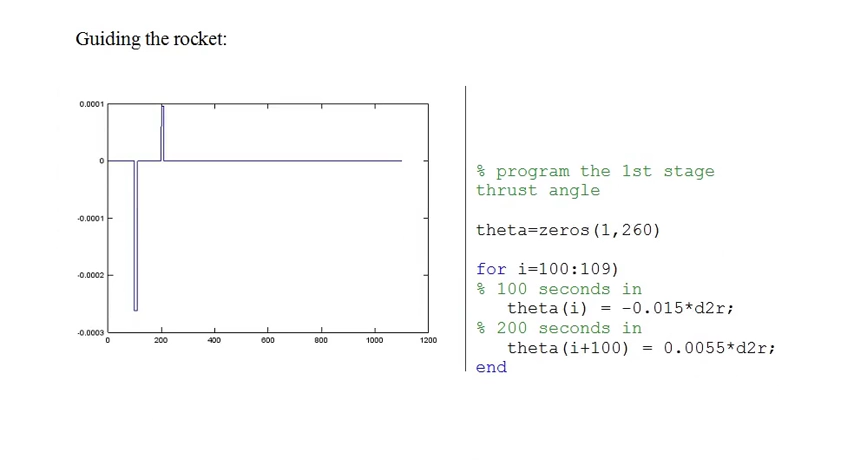 Guiding the rocket:
0.0001
0
-0.0001
-0.0002
-0.0003
0 200 400 600 800 1000 1200
% program the 1st stage
thrust angle
theta=zeros(1,260)
for i=100:109)
% 100 seconds in
theta(i) = -0.015*d2r;
% 200 seconds in
theta(i+100) = 0.0055*d2r;
end